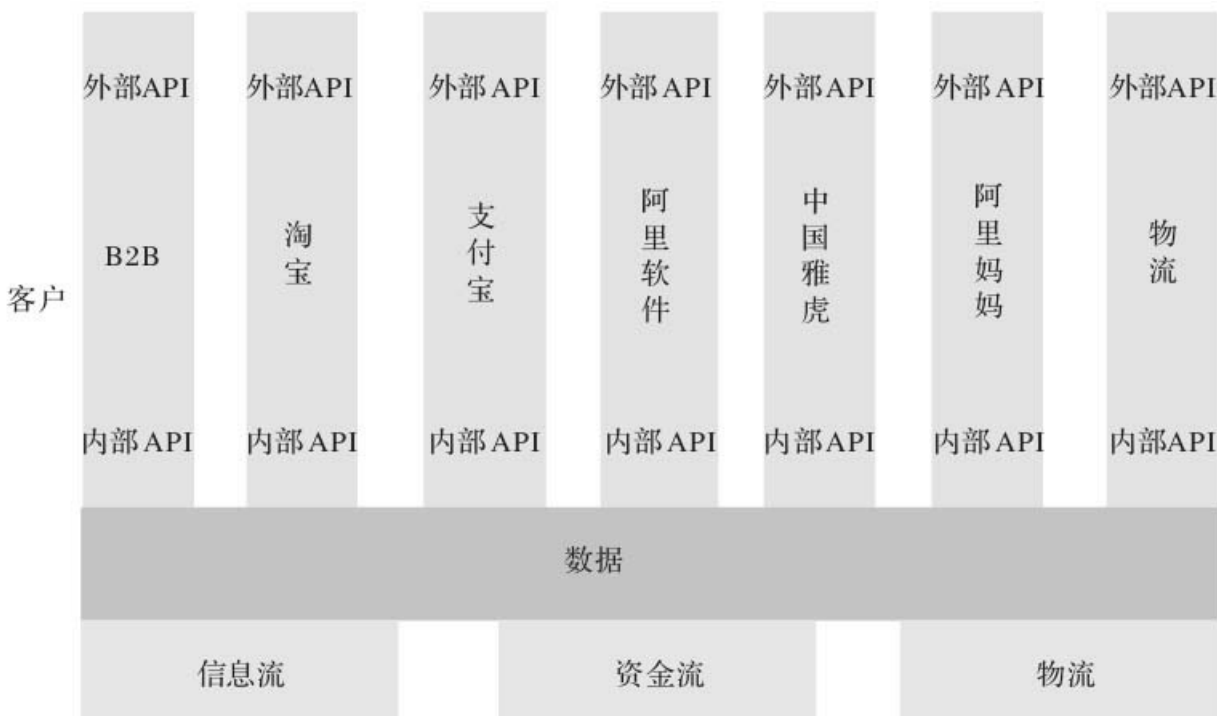 外部API 外部API 外部API 外部API 外部API 外部API 外部API
B2B
淘宝
支付宝
阿里软件
中国雅虎
阿里妈妈
物流
客户
内部API 内部API 内部API 内部API 内部API 内部API 内部API
数据
信息流 资金流 物流